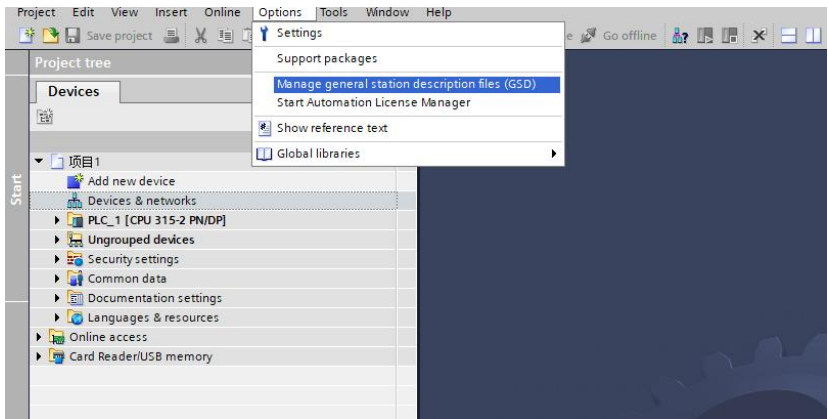 Project Edit View Insert Online Options Tools Window Help
Save project
Go offline
Settings
Support packages
Manage general station description files (GSD)
Start Automation License Manager
Show reference text
Global libraries
Start
Project tree
Devices
项目1
Add new device
Devices & networks
PLC_1 [CPU 315-2 PN/DP]
Ungrouped devices
Security settings
Common data
Documentation settings
Languages & resources
Online access
Card Reader/USB memory